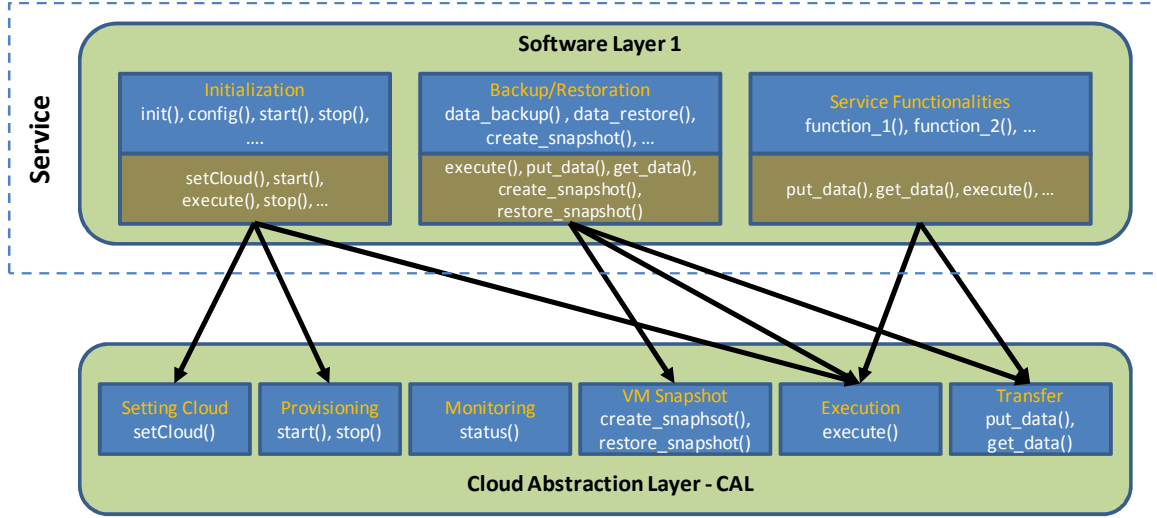 Service
Software Layer 1
Initialization
init(), config(), start(), stop(),
....
setCloud(), start(),
execute(), stop(), ...
Backup/Restoration
data_backup() , data_restore(),
create_snapshot(), ...
execute(), put_data(), get_data(),
create_snapshot(),
restore_snapshot()
Service Functionalities
function_1(), function_2(), ...
put_data(), get_data(), execute(), ...
Setting Cloud
setCloud()
Provisioning
start(), stop()
Monitoring
status()
VM Snapshot
create_snaphsot(),
restore_snapshot()
Execution
execute()
Transfer
put_data(),
get_data()
Cloud Abstraction Layer - CAL